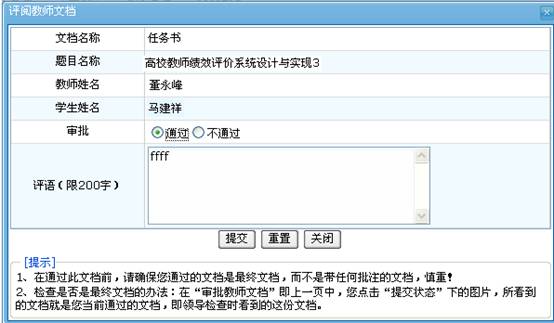 评阅教师文档
文档名称 任务书
题目名称 高校教师绩效评价系统设计与实现3
教师姓名 董永峰
学生姓名 马建祥
审批 通过 不通过
评语(限200字) ffff
提交 重置 关闭
[提示]
1、在通过此文档前,请确保您通过的文档是最终文档,而不是带任何批注的文档,慎重!
2、检查是否是最终文档的办法:在“审批教师文档”即上一页中,您点击“提交状态”下的图片,所看到
的文档就是您当前通过的文档,即领导检查时看到的这份文档。